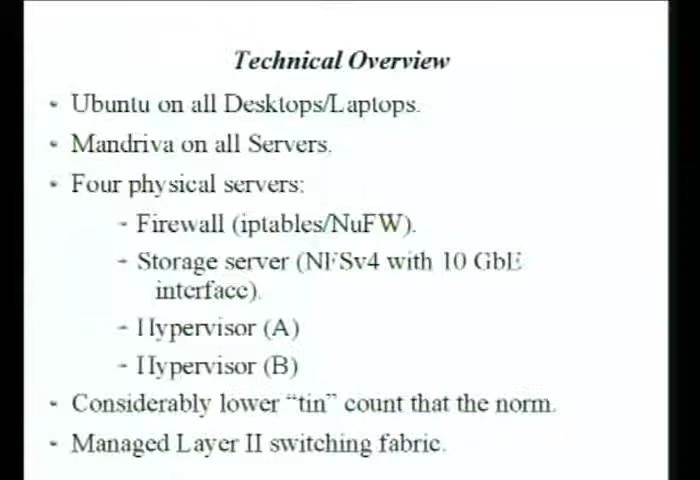 Technical Overview
- Ubuntu on all Desktops/Laptops.
- Mandriva on all Servers.
- Four physical servers:
- Firewall (iptables/NuFW).
- Storage server (NFSv4 with 10 GbE
interface).
- Hypervisor (A)
- Hypervisor (B)
- Considerably lower “tin” count that the norm.
- Managed Layer II switching fabric.